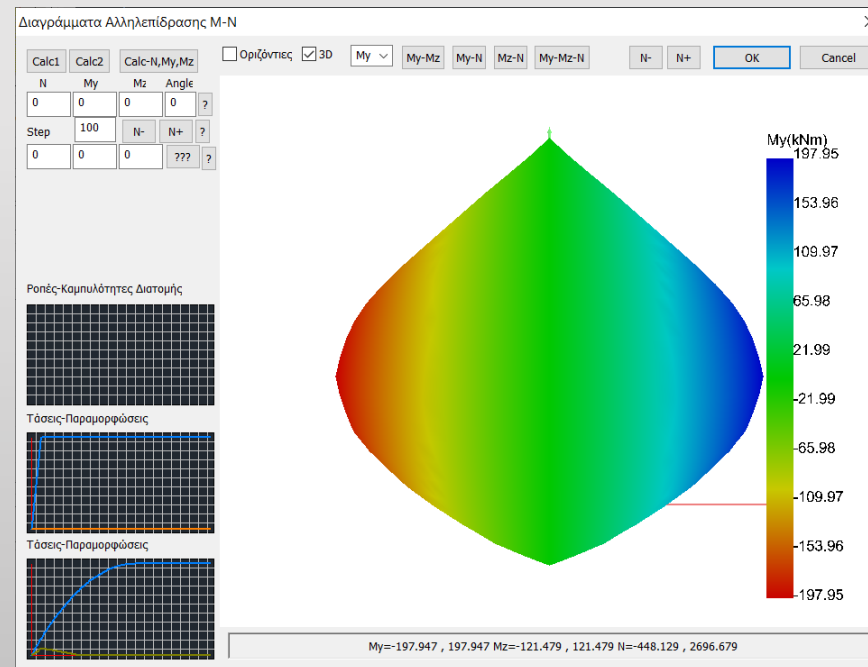 Διαγράμματα Αλληλεπίδρασης Μ-Ν
Calc1 Calc2 Calc-N,My,Mz Οριζόντιες 3D My My-Mz My-N Mz-N My-Mz-N N- N+ OK Cancel
N My Mz Angle
0 0 0 0 ?
Step 100 N- N+ ?
0 0 0 ??? ?
My(kNm)
197.95
153.96
109.97
65.98
21.99
-21.99
-65.98
-109.97
-153.96
-197.95
Ροπές-Καμπυλότητες Διατομής
Τάσεις-Παραμορφώσεις
Τάσεις-Παραμορφώσεις
My=-197.947 , 197.947 Mz=-121.479 , 121.479 N=-448.129 , 2696.679